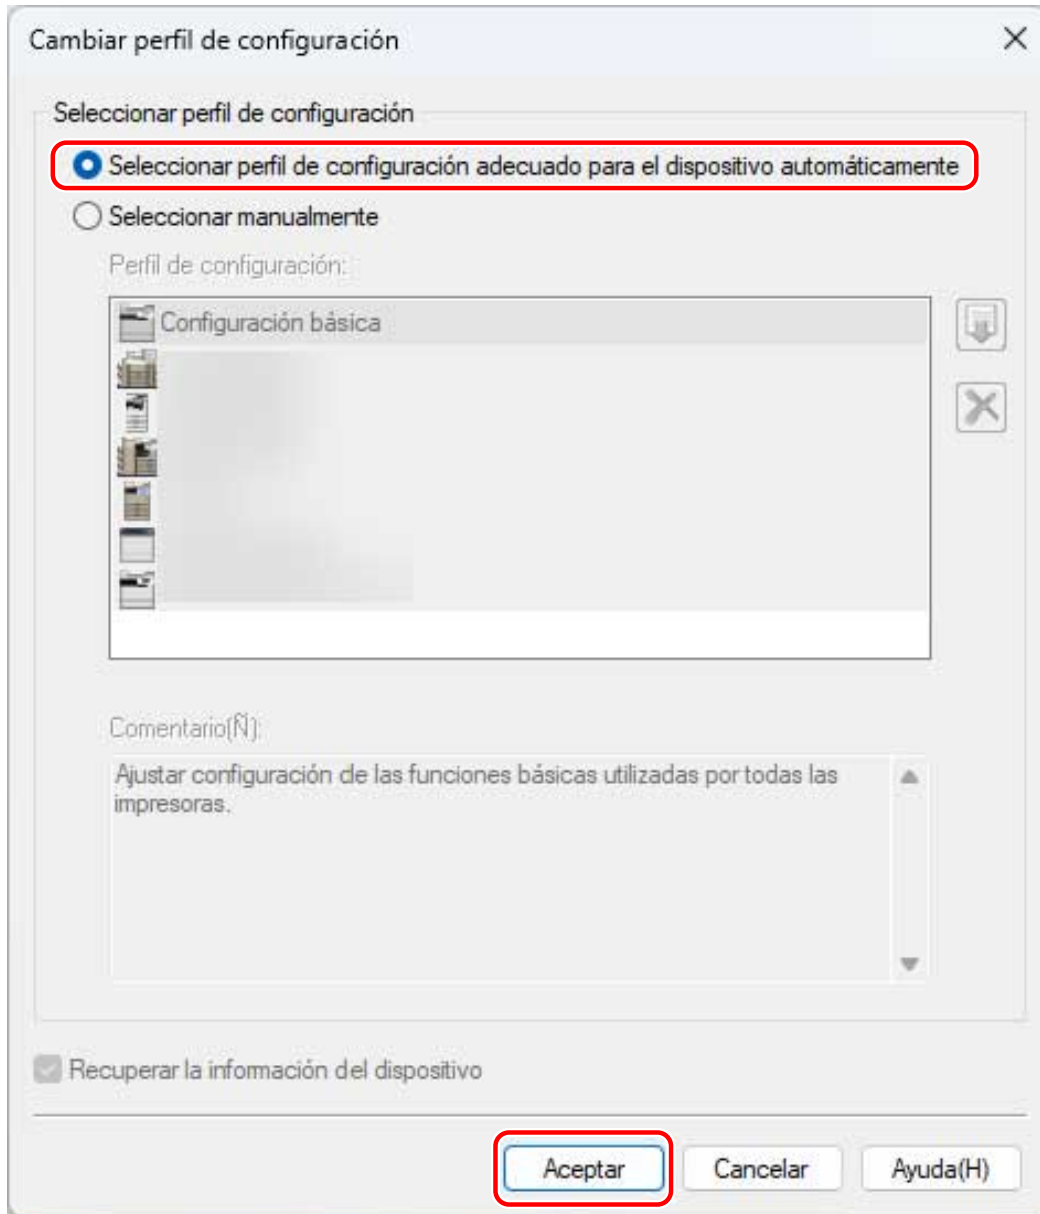 Cambiar perfil de configuración
Seleccionar perfil de configuración
Seleccionar perfil de configuración adecuado para el dispositivo automáticamente
Seleccionar manualmente
Perfil de configuración:
Configuración básica
Comentario(Ñ):
Ajustar configuración de las funciones básicas utilizadas por todas las
impresoras.
Recuperar la información del dispositivo
Aceptar
Cancelar
Ayuda(H)